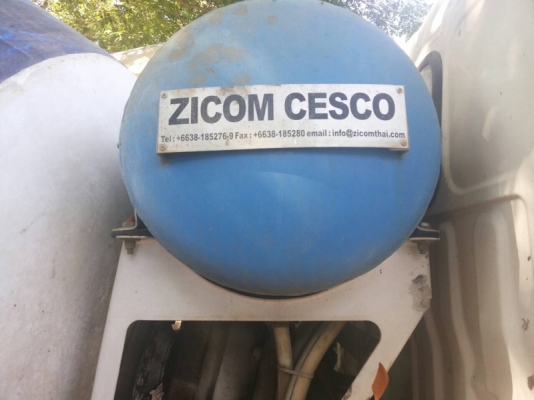 ZICOM CESCO
Tel : +6638-185276-9 Fax : +6638-185280 email : info@zicomthai.com